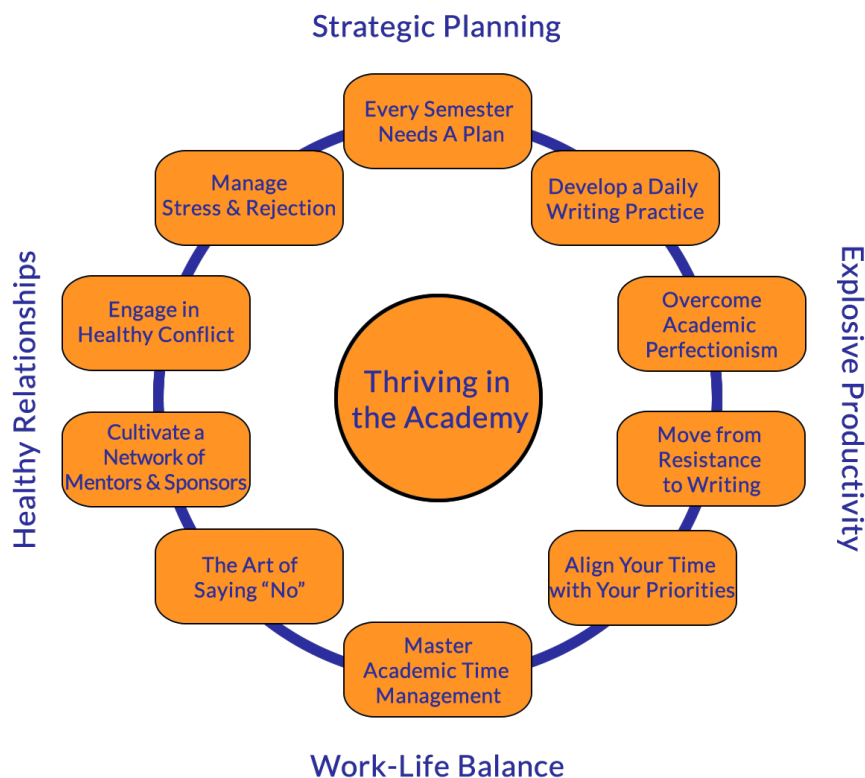 Strategic Planning
Every Semester
Needs A Plan
Develop a Daily
Writing Practice
Overcome
Academic
Perfectionism
Move from
Resistance
to Writing
Align Your Time
with Your Priorities
Master
Academic Time
Management
The Art of
Saying “No”
Cultivate a
Network of
Mentors & Sponsors
Engage in
Healthy Conflict
Manage
Stress & Rejection
Thriving in
the Academy
Explosive Productivity
Work-Life Balance
Healthy Relationships